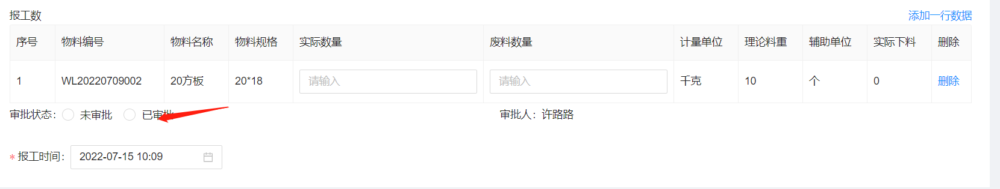 报工数 添加一行数据
序号 物料编号 物料名称 物料规格 实际数量 废料数量 计量单位 理论料重 辅助单位 实际下料 删除
1 WL20220709002 20方板 20*18 请输入 请输入 千克 10 个 0 删除
审批状态： 未审批 已审批 审批人：许路路
* 报工时间： 2022-07-15 10:09